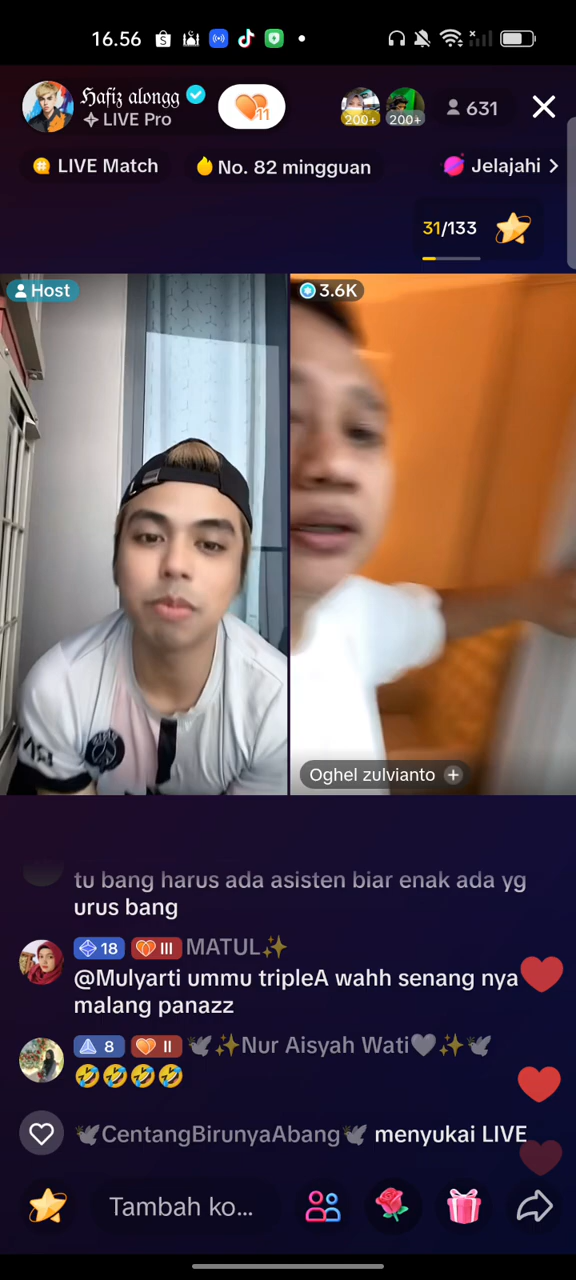 16.56
Hafiz alongg
LIVE Pro
11
200+
200+
631
LIVE Match
No. 82 mingguan
Jelajahi
31/133
Host
3.6K
Oghel zulvianto +
tu bang harus ada asisten biar enak ada yg
urus bang
18 III MATUL✨
@Mulyarti ummu tripleA wahh senang nya
malang panazz
8 II 🕊✨Nur Aisyah Wati🤍✨🕊
🤣🤣🤣🤣
🕊CentangBirunyaAbang🕊 menyukai LIVE
Tambah ko...